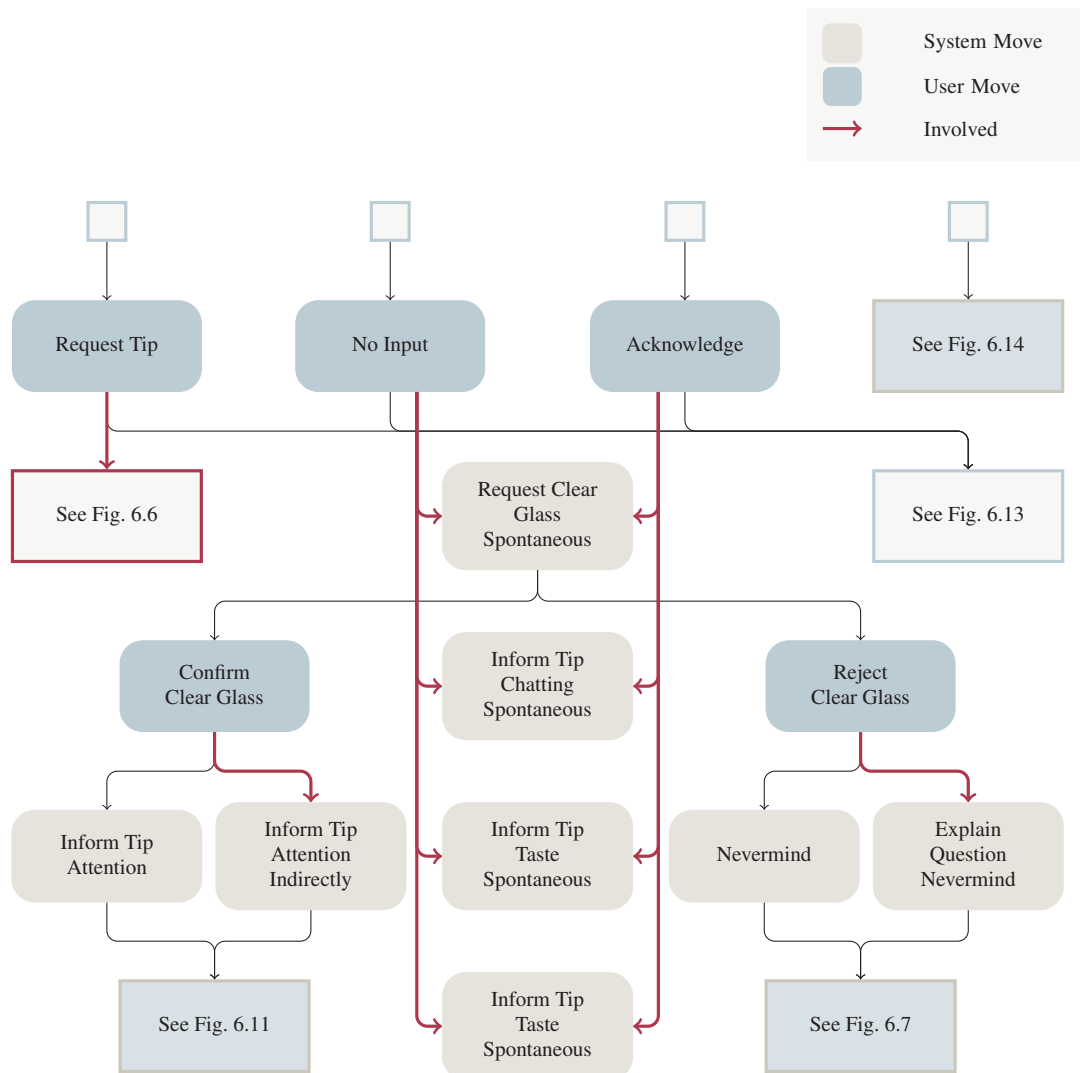 System Move
User Move
Involved
Request Tip
No Input
Acknowledge
See Fig. 6.14
See Fig. 6.6
Request Clear
Glass
Spontaneous
See Fig. 6.13
Confirm
Clear Glass
Inform Tip
Chatting
Spontaneous
Reject
Clear Glass
Inform Tip
Attention
Inform Tip
Attention
Indirectly
Inform Tip
Taste
Spontaneous
Nevermind
Explain
Question
Nevermind
See Fig. 6.11
Inform Tip
Taste
Spontaneous
See Fig. 6.7